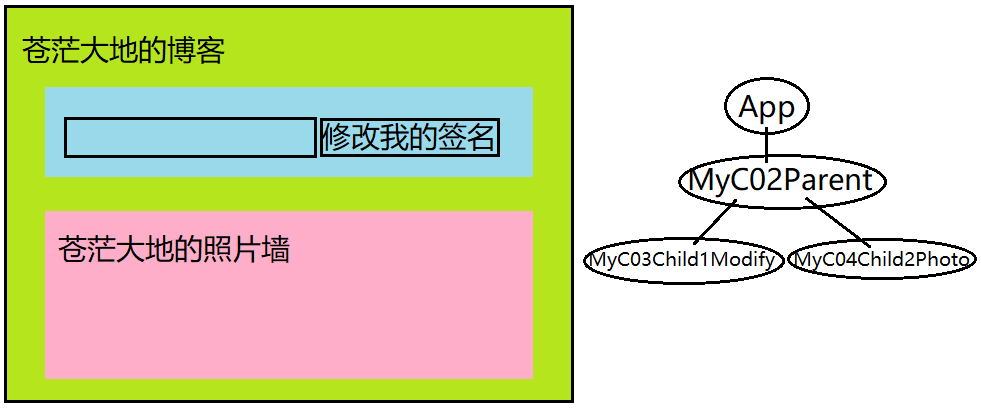 苍茫大地的博客
修改我的签名
苍茫大地的照片墙
App
MyC02Parent
MyC03Child1Modify
MyC04Child2Photo